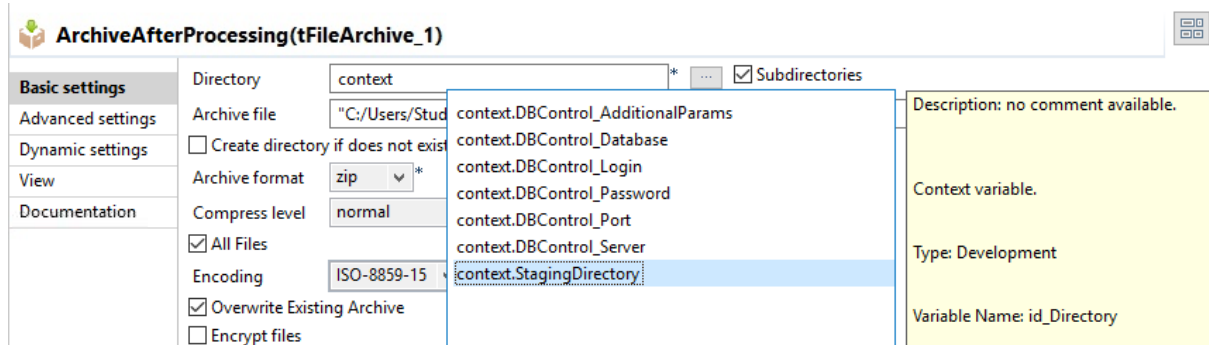 ArchiveAfterProcessing(tFileArchive_1)
Basic settings
Advanced settings
Dynamic settings
View
Documentation
Directory context * ... Subdirectories
Archive file "C:/Users/Stud
Create directory if does not exist
Archive format zip *
Compress level normal
All Files
Encoding ISO-8859-15
Overwrite Existing Archive
Encrypt files
context.DBControl_AdditionalParams
context.DBControl_Database
context.DBControl_Login
context.DBControl_Password
context.DBControl_Port
context.DBControl_Server
context.StagingDirectory
Description: no comment available.
Context variable.
Type: Development
Variable Name: id_Directory